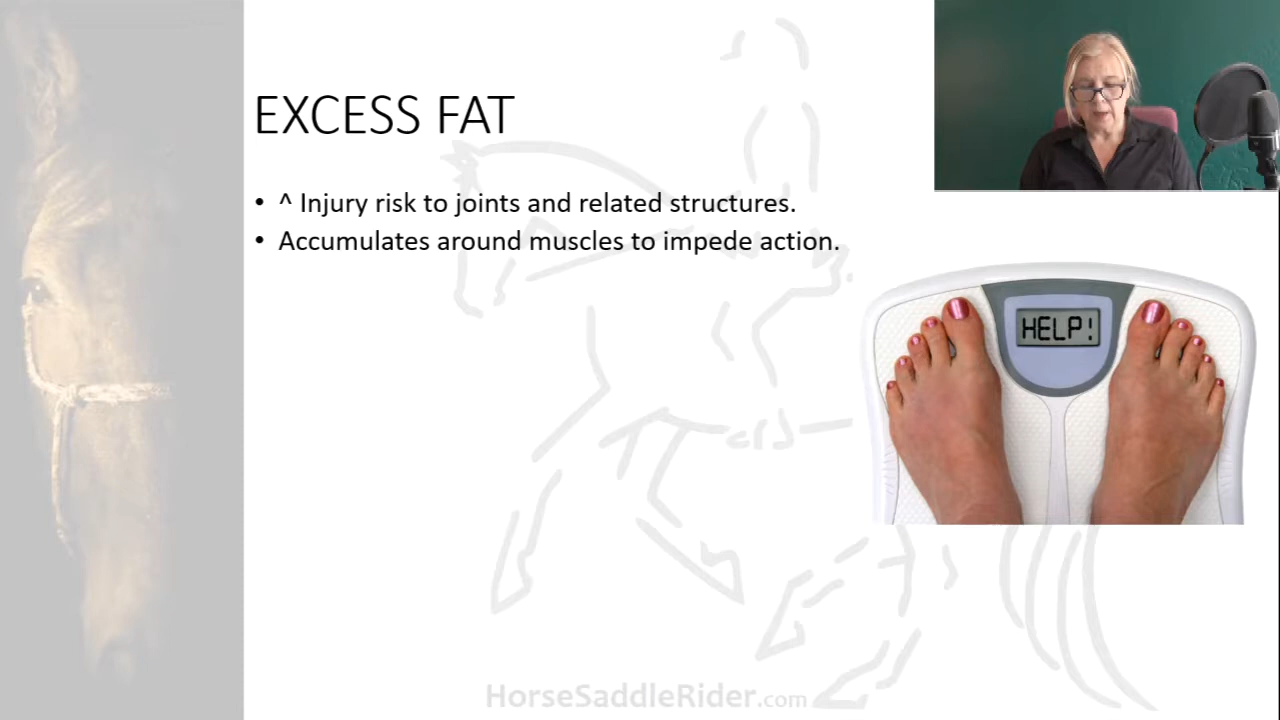 EXCESS FAT
• ^ Injury risk to joints and related structures.
• Accumulates around muscles to impede action.
HELP!
HorseSaddleRider.com